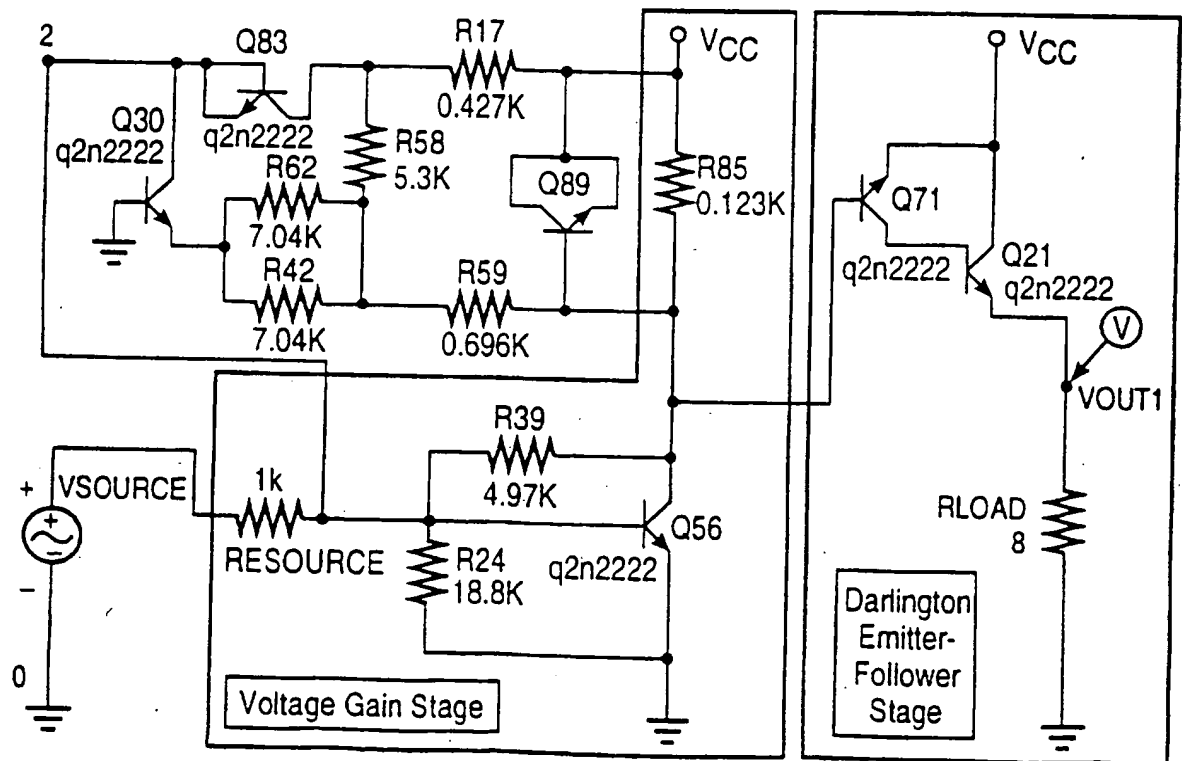 2
Q83
R17
0.427K
VCC
VCC
Q30
q2n2222
q2n2222
R58
5.3K
R62
7.04K
Q89
R85
0.123K
Q71
q2n2222
Q21
q2n2222
R42
7.04K
R59
0.696K
V
VOUT1
R39
4.97K
+
VSOURCE
1k
+
−
−
RESOURCE
R24
18.8K
Q56
q2n2222
RLOAD
8
0
Voltage Gain Stage
Darlington
Emitter-
Follower
Stage